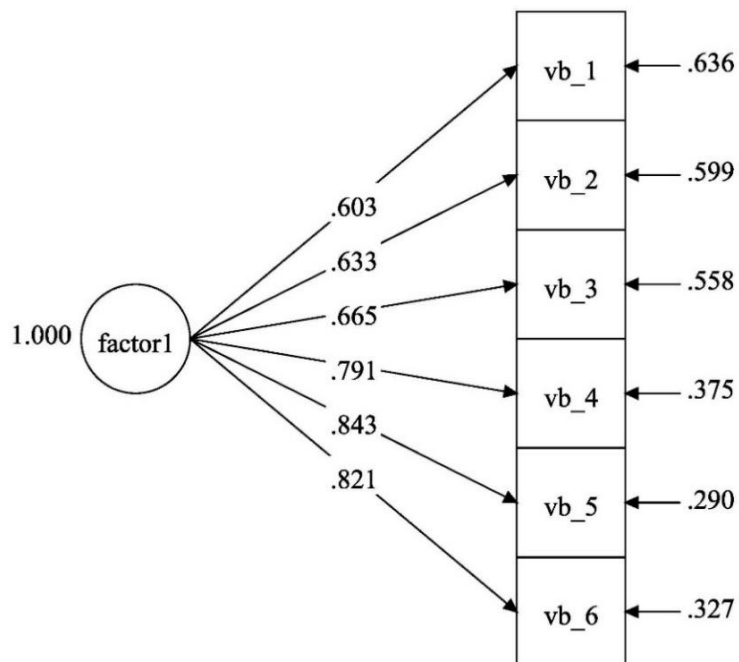 vb_1
.636
vb_2
.599
.603
.633
vb_3
.558
1.000
factor1
.665
.791
vb_4
.375
.843
.821
vb_5
.290
vb_6
.327